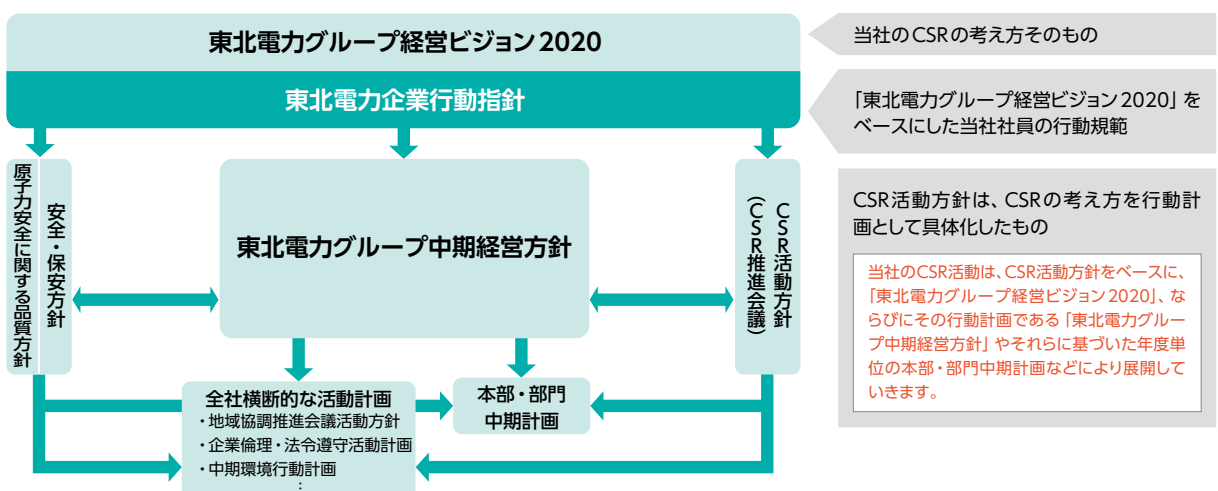 東北電力グループ経営ビジョン2020
東北電力企業行動指針
当社のCSRの考え方そのもの
「東北電力グループ経営ビジョン2020」を
ベースにした当社社員の行動規範
安全・保安方針
原子力安全に関する品質方針
東北電力グループ中期経営方針
CSR活動方針
(CSR推進会議)
CSR活動方針は、CSRの考え方を行動計
画として具体化したもの
当社のCSR活動は、CSR活動方針をベースに、
「東北電力グループ経営ビジョン2020」、な
らびにその行動計画である「東北電力グルー
プ中期経営方針」やそれらに基づいた年度単
位の本部・部門中期計画などにより展開して
いきます。
全社横断的な活動計画
・地域協調推進会議活動方針
・企業倫理・法令遵守活動計画
・中期環境行動計画
：
本部・部門
中期計画